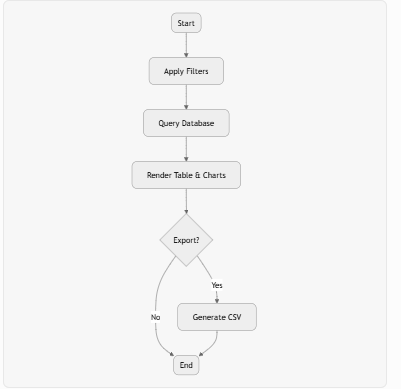 Start
Apply Filters
Query Database
Render Table & Charts
Export?
Yes
No
Generate CSV
End